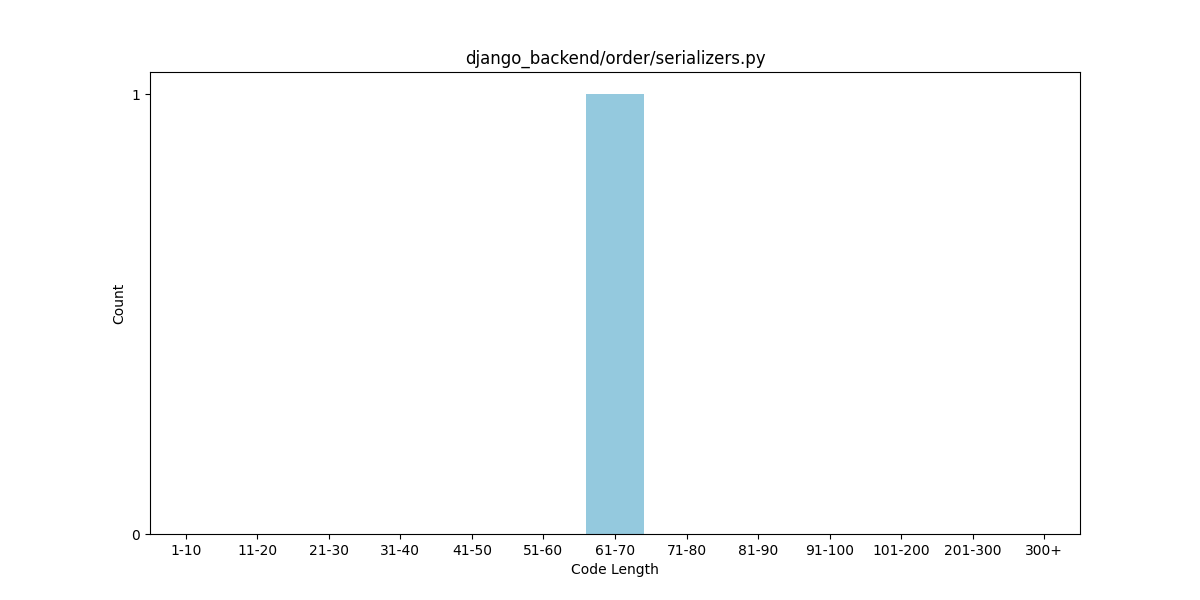 django_backend/order/serializers.py
1
Count
0
1-10 11-20 21-30 31-40 41-50 51-60 61-70 71-80 81-90 91-100 101-200 201-300 300+
Code Length